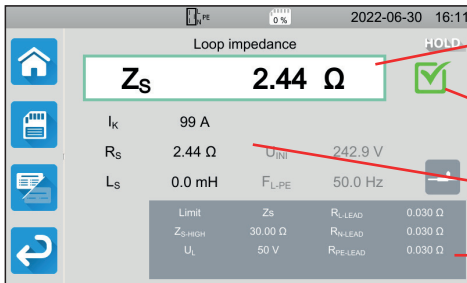 L N PE 0 % 2022-06-30 16:11
Loop impedance HOLD
Zs 2.44 Ω
IK 99 A
RS 2.44 Ω UINI 242.9 V
LS 0.0 mH FL-PE 50.0 Hz
Limit Zs RL-LEAD 0.030 Ω
ZS-HIGH 30.00 Ω RN-LEAD 0.030 Ω
UL 50 V RPE-LEAD 0.030 Ω